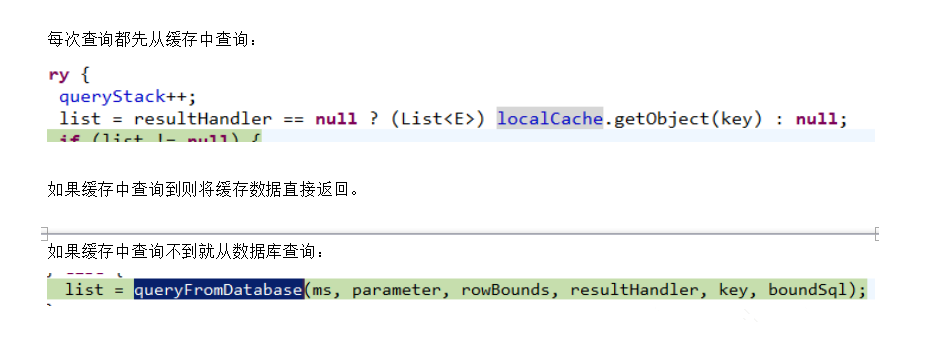 每次查询都先从缓存中查询：
ry {
queryStack++;
list = resultHandler == null ? (List<E>) localCache.getObject(key) : null;
if (list != null) {
如果缓存中查询到则将缓存数据直接返回。
如果缓存中查询不到就从数据库查询：
list = queryFromDatabase(ms, parameter, rowBounds, resultHandler, key, boundSql);